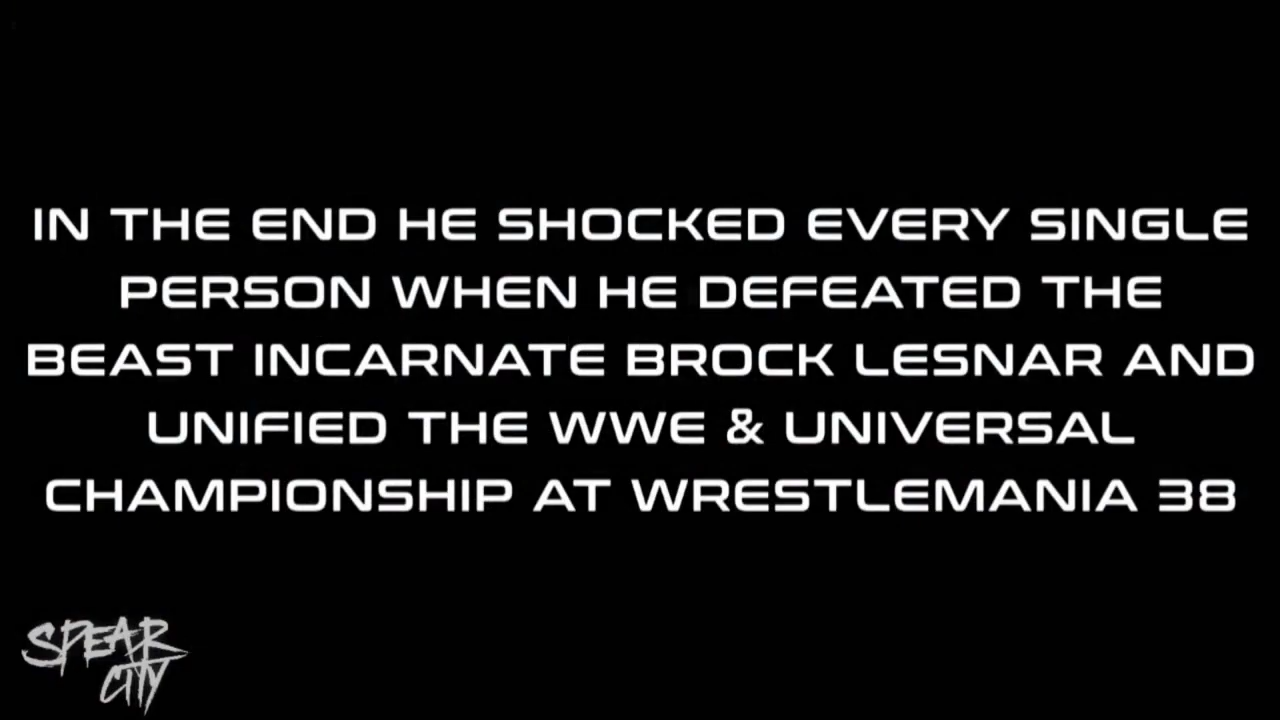 IN THE END HE SHOCKED EVERY SINGLE
PERSON WHEN HE DEFEATED THE
BEAST INCARNATE BROCK LESNAR AND
UNIFIED THE WWE & UNIVERSAL
CHAMPIONSHIP AT WRESTLEMANIA 38
SPEAR
CITY